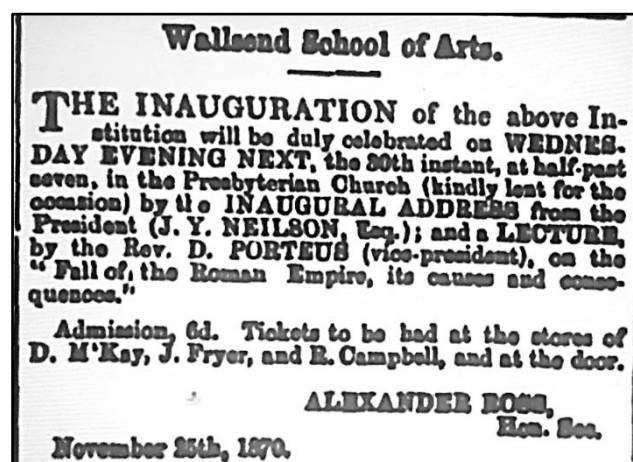 Wallsend School of Arts.
THE INAUGURATION of the above In-
stitution will be duly celebrated on WEDNES-
DAY EVENING NEXT, the 30th instant, at half-past
seven, in the Presbyterian Church (kindly lent for the
occasion) by the INAUGURAL ADDRESS from the
President (J. Y. NEILSON, Esq.); and a LECTURE,
by the Rev. D. PORTEUS (vice-president), on the
"Fall of, the Roman Empire, its causes and conse-
quences."
Admission, 6d. Tickets to be had at the stores of
D. M'Kay, J. Fryer, and R. Campbell, and at the door.
ALEXANDER ROSS,
Hon. Sec.
November 25th, 1870.